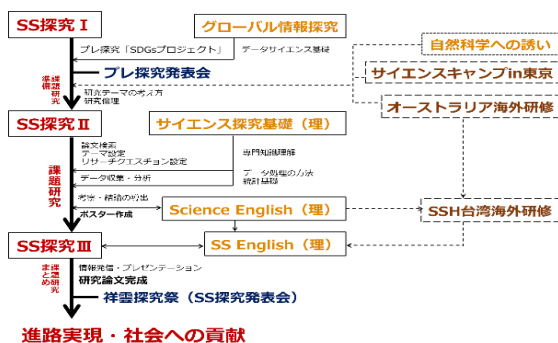 SS探究Ⅰ
グローバル情報探究
プレ探究「SDGsプロジェクト」
データサイエンス基礎
自然科学への誘い
プレ探究発表会
サイエンスキャンプin東京
課題研究
準備
研究テーマの考え方
研究倫理
オーストラリア海外研修
SS探究Ⅱ
サイエンス探究基礎（理）
論文検索
テーマ設定
リサーチクエスチョン設定
専門知識理解
課題研究
データ収集・分析
データ処理の方法
統計基礎
考察・結論の導出
ポスター作成
Science English（理）
SSH台湾海外研修
SS探究Ⅲ
SS English（理）
課題研究
まとめ
情報発信・プレゼンテーション
研究論文完成
祥雲探究祭（SS探究発表会）
進路実現・社会への貢献